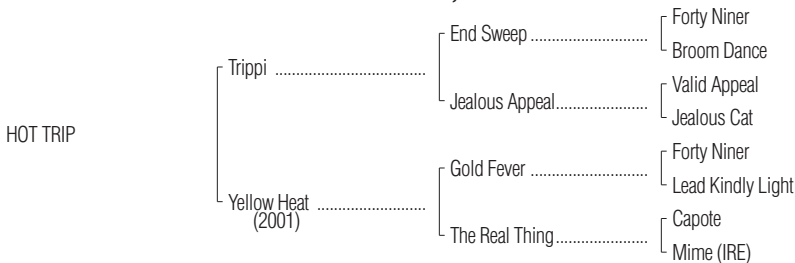 Forty Niner
End Sweep ................................
Broom Dance
Trippi .........................................
Valid Appeal
Jealous Appeal.........................
Jealous Cat
HOT TRIP
Forty Niner
Gold Fever ................................
Lead Kindly Light
Yellow Heat ..............................
(2001)
Capote
The Real Thing.........................
Mime (IRE)